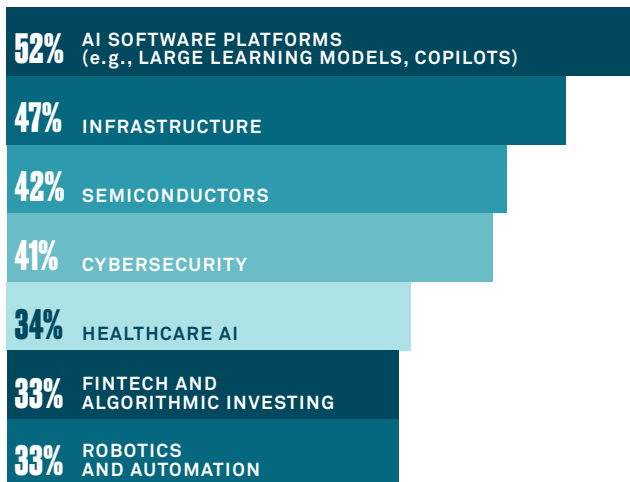 52% AI SOFTWARE PLATFORMS
(e.g., LARGE LEARNING MODELS, COPILOTS)
47% INFRASTRUCTURE
42% SEMICONDUCTORS
41% CYBERSECURITY
34% HEALTHCARE AI
33% FINTECH AND
ALGORITHMIC INVESTING
33% ROBOTICS
AND AUTOMATION